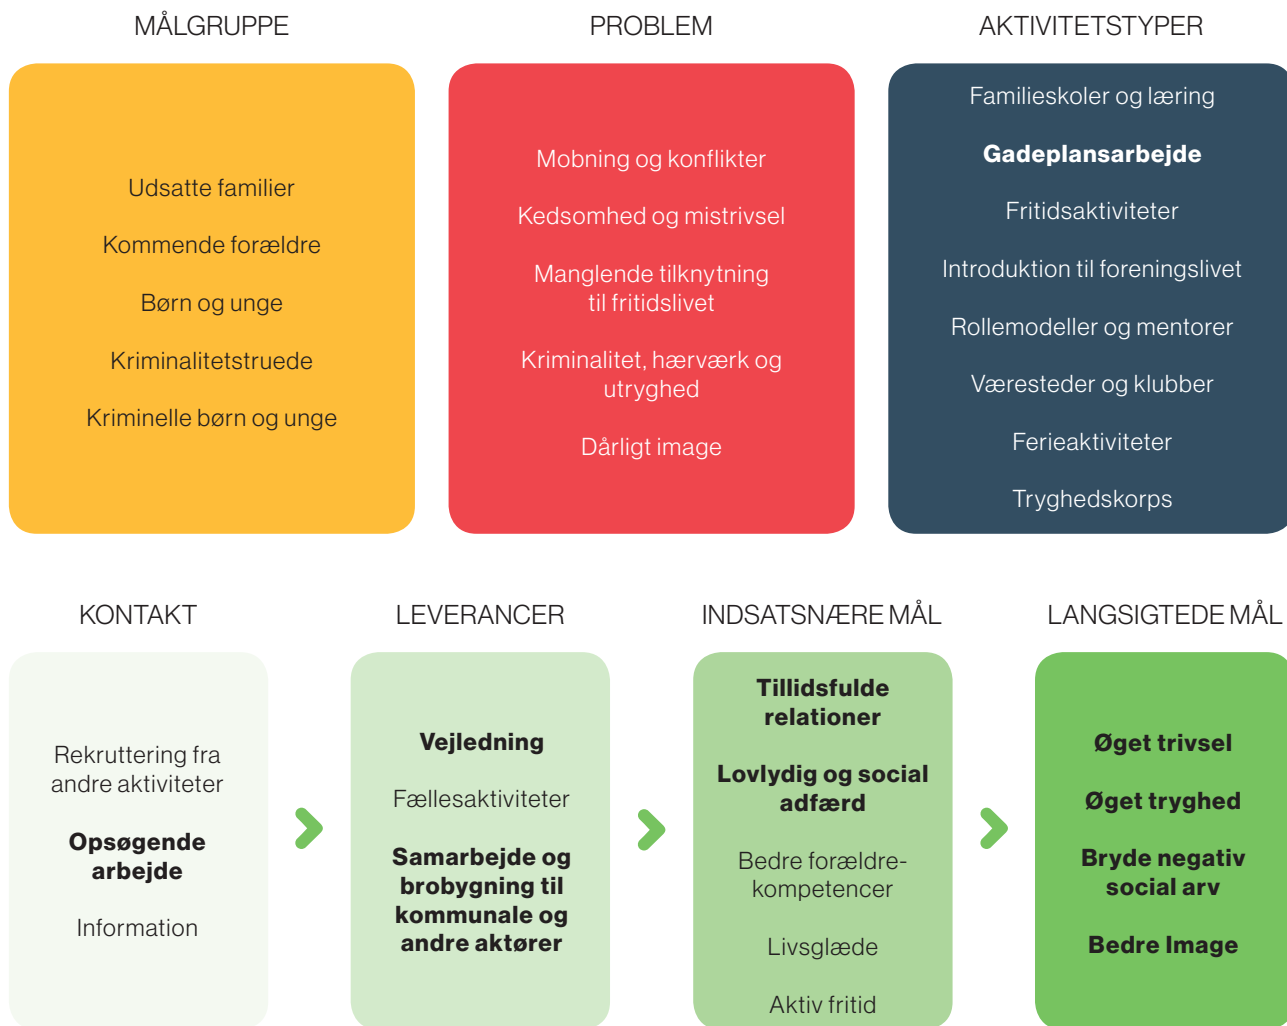 MÅLGRUPPE
Udsatte familier
Kommende forældre
Børn og unge
Kriminalitetstruede
Kriminelle børn og unge
PROBLEM
Mobning og konflikter
Kedsomhed og mistrivsel
Manglende tilknytning
til fritidslivet
Kriminalitet, hærværk og
utryghed
Dårligt image
AKTIVITETSTYPER
Familieskoler og læring
Gadeplansarbejde
Fritidsaktiviteter
Introduktion til foreningslivet
Rollemodeller og mentorer
Væresteder og klubber
Ferieaktiviteter
Tryghedskorps
KONTAKT
Rekruttering fra
andre aktiviteter
Opsøgende
arbejde
Information
LEVERANCER
Vejledning
Fællesaktiviteter
Samarbejde og
brobygning til
kommunale og
andre aktører
INDSATSNÆRE MÅL
Tillidsfulde
relationer
Lovlydig og social
adfærd
Bedre forældre-
kompetencer
Livsglæde
Aktiv fritid
LANGSIGTEDE MÅL
Øget trivsel
Øget tryghed
Bryde negativ
social arv
Bedre Image